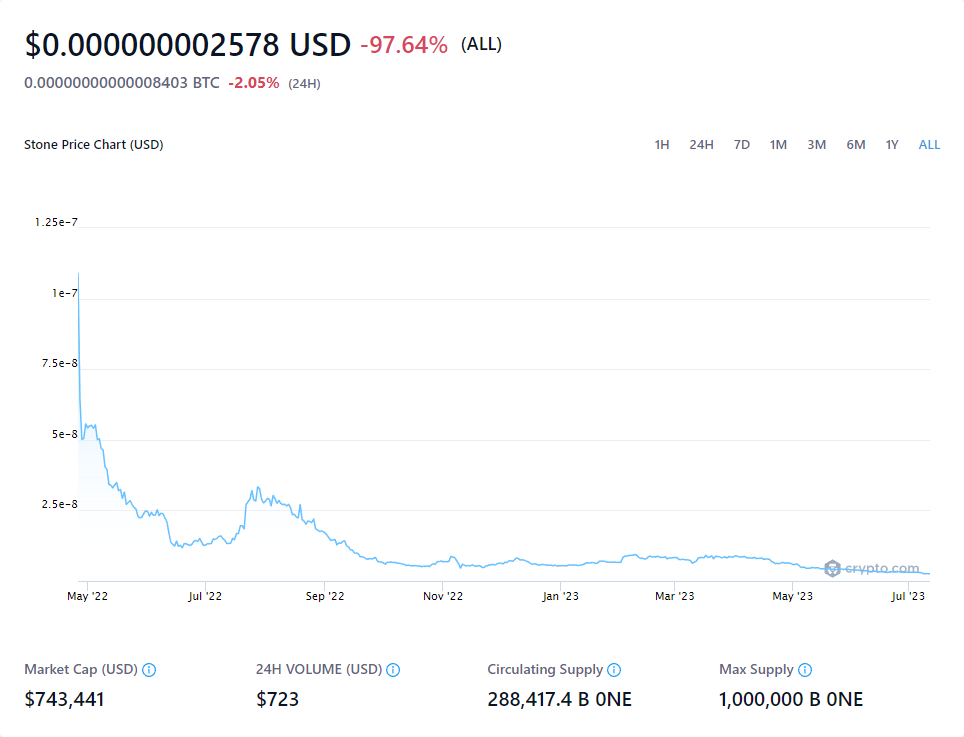 $0.000000002578 USD -97.64% (ALL)
0.00000000000008403 BTC -2.05% (24H)
Stone Price Chart (USD) 1H 24H 7D 1M 3M 6M 1Y ALL
1.25e-7
1e-7
7.5e-8
5e-8
2.5e-8
crypto.com
May '22 Jul '22 Sep '22 Nov '22 Jan '23 Mar '23 May '23 Jul '23
Market Cap (USD) 24H VOLUME (USD) Circulating Supply Max Supply
$743,441 $723 288,417.4 B 0NE 1,000,000 B 0NE